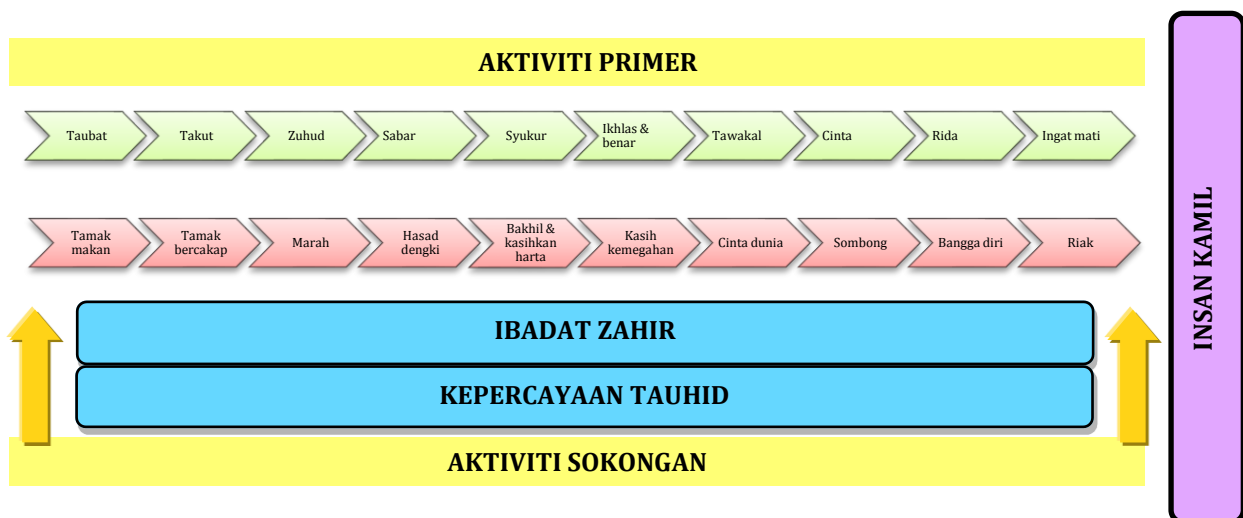 AKTIVITI PRIMER
Taubat
Takut
Zuhud
Sabar
Syukur
Ikhlas &
benar
Tawakal
Cinta
Rida
Ingat mati
Tamak
makan
Tamak
bercakap
Marah
Hasad
dengki
Bakhil &
kasihkan
harta
Kasih
kemegahan
Cinta dunia
Sombong
Bangga diri
Riak
IBADAT ZAHIR
KEPERCAYAAN TAUHID
AKTIVITI SOKONGAN
INSAN KAMIL